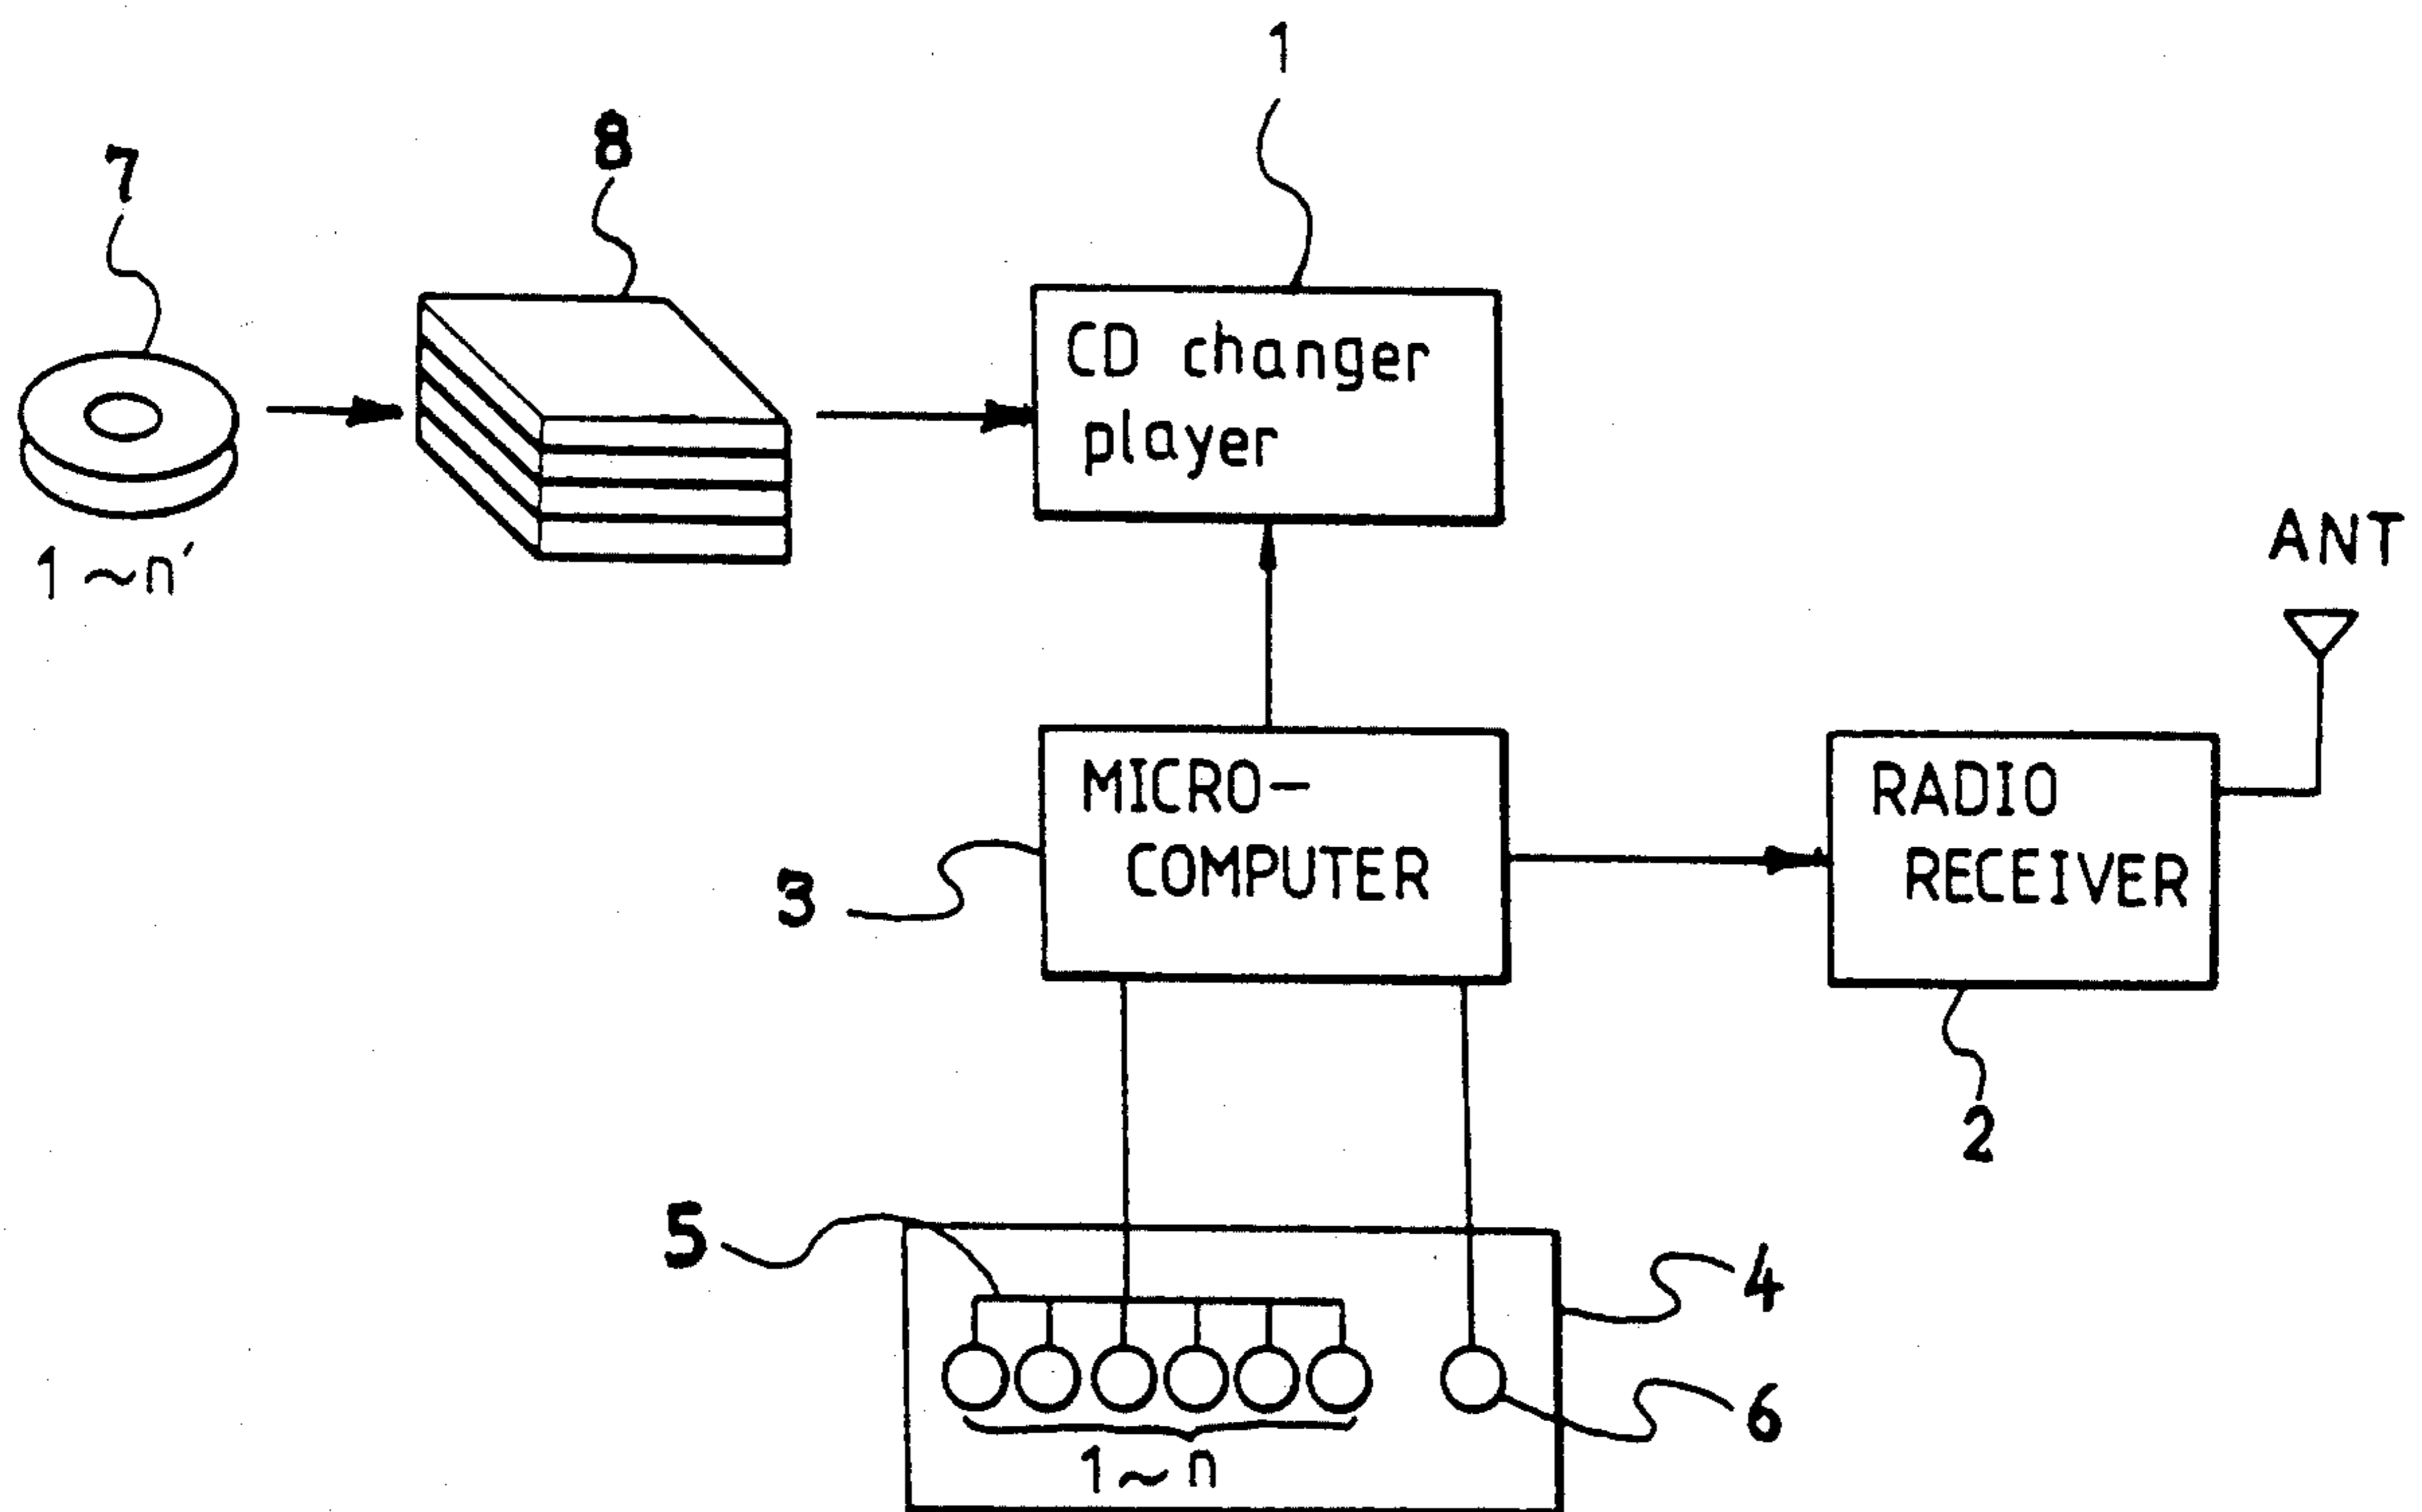 1
8
7
CD changer
player
1~n′
ANT
MICRO-
COMPUTER
RADIO
RECEIVER
3
2
5
4
6
1~n